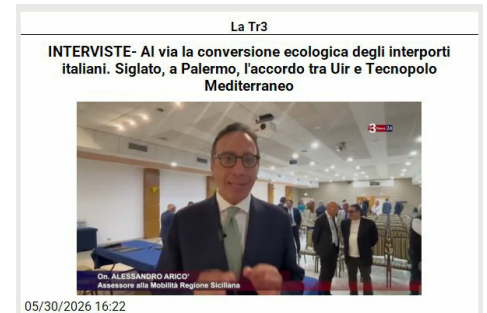 La Tr3
INTERVISTE- Al via la conversione ecologica degli interporti
italiani. Siglato, a Palermo, l'accordo tra Uir e Tecnopolo
Mediterraneo
On. ALESSANDRO ARICO'
Assessore alla Mobilità Regione Siciliana
05/30/2026 16:22